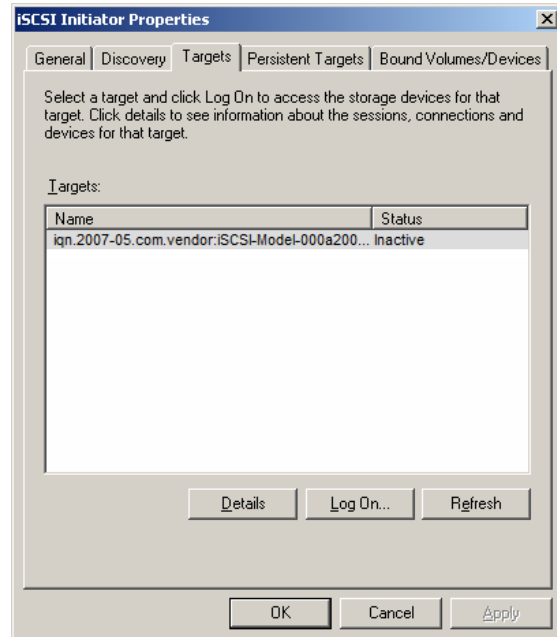 iSCSI Initiator Properties
General Discovery Targets Persistent Targets Bound Volumes/Devices
Select a target and click Log On to access the storage devices for that
target. Click details to see information about the sessions, connections and
devices for that target.
Targets:
Name Status
iqn.2007-05.com.vendor:iSCSI-Model-000a200... Inactive
Details Log On... Refresh
OK Cancel Apply